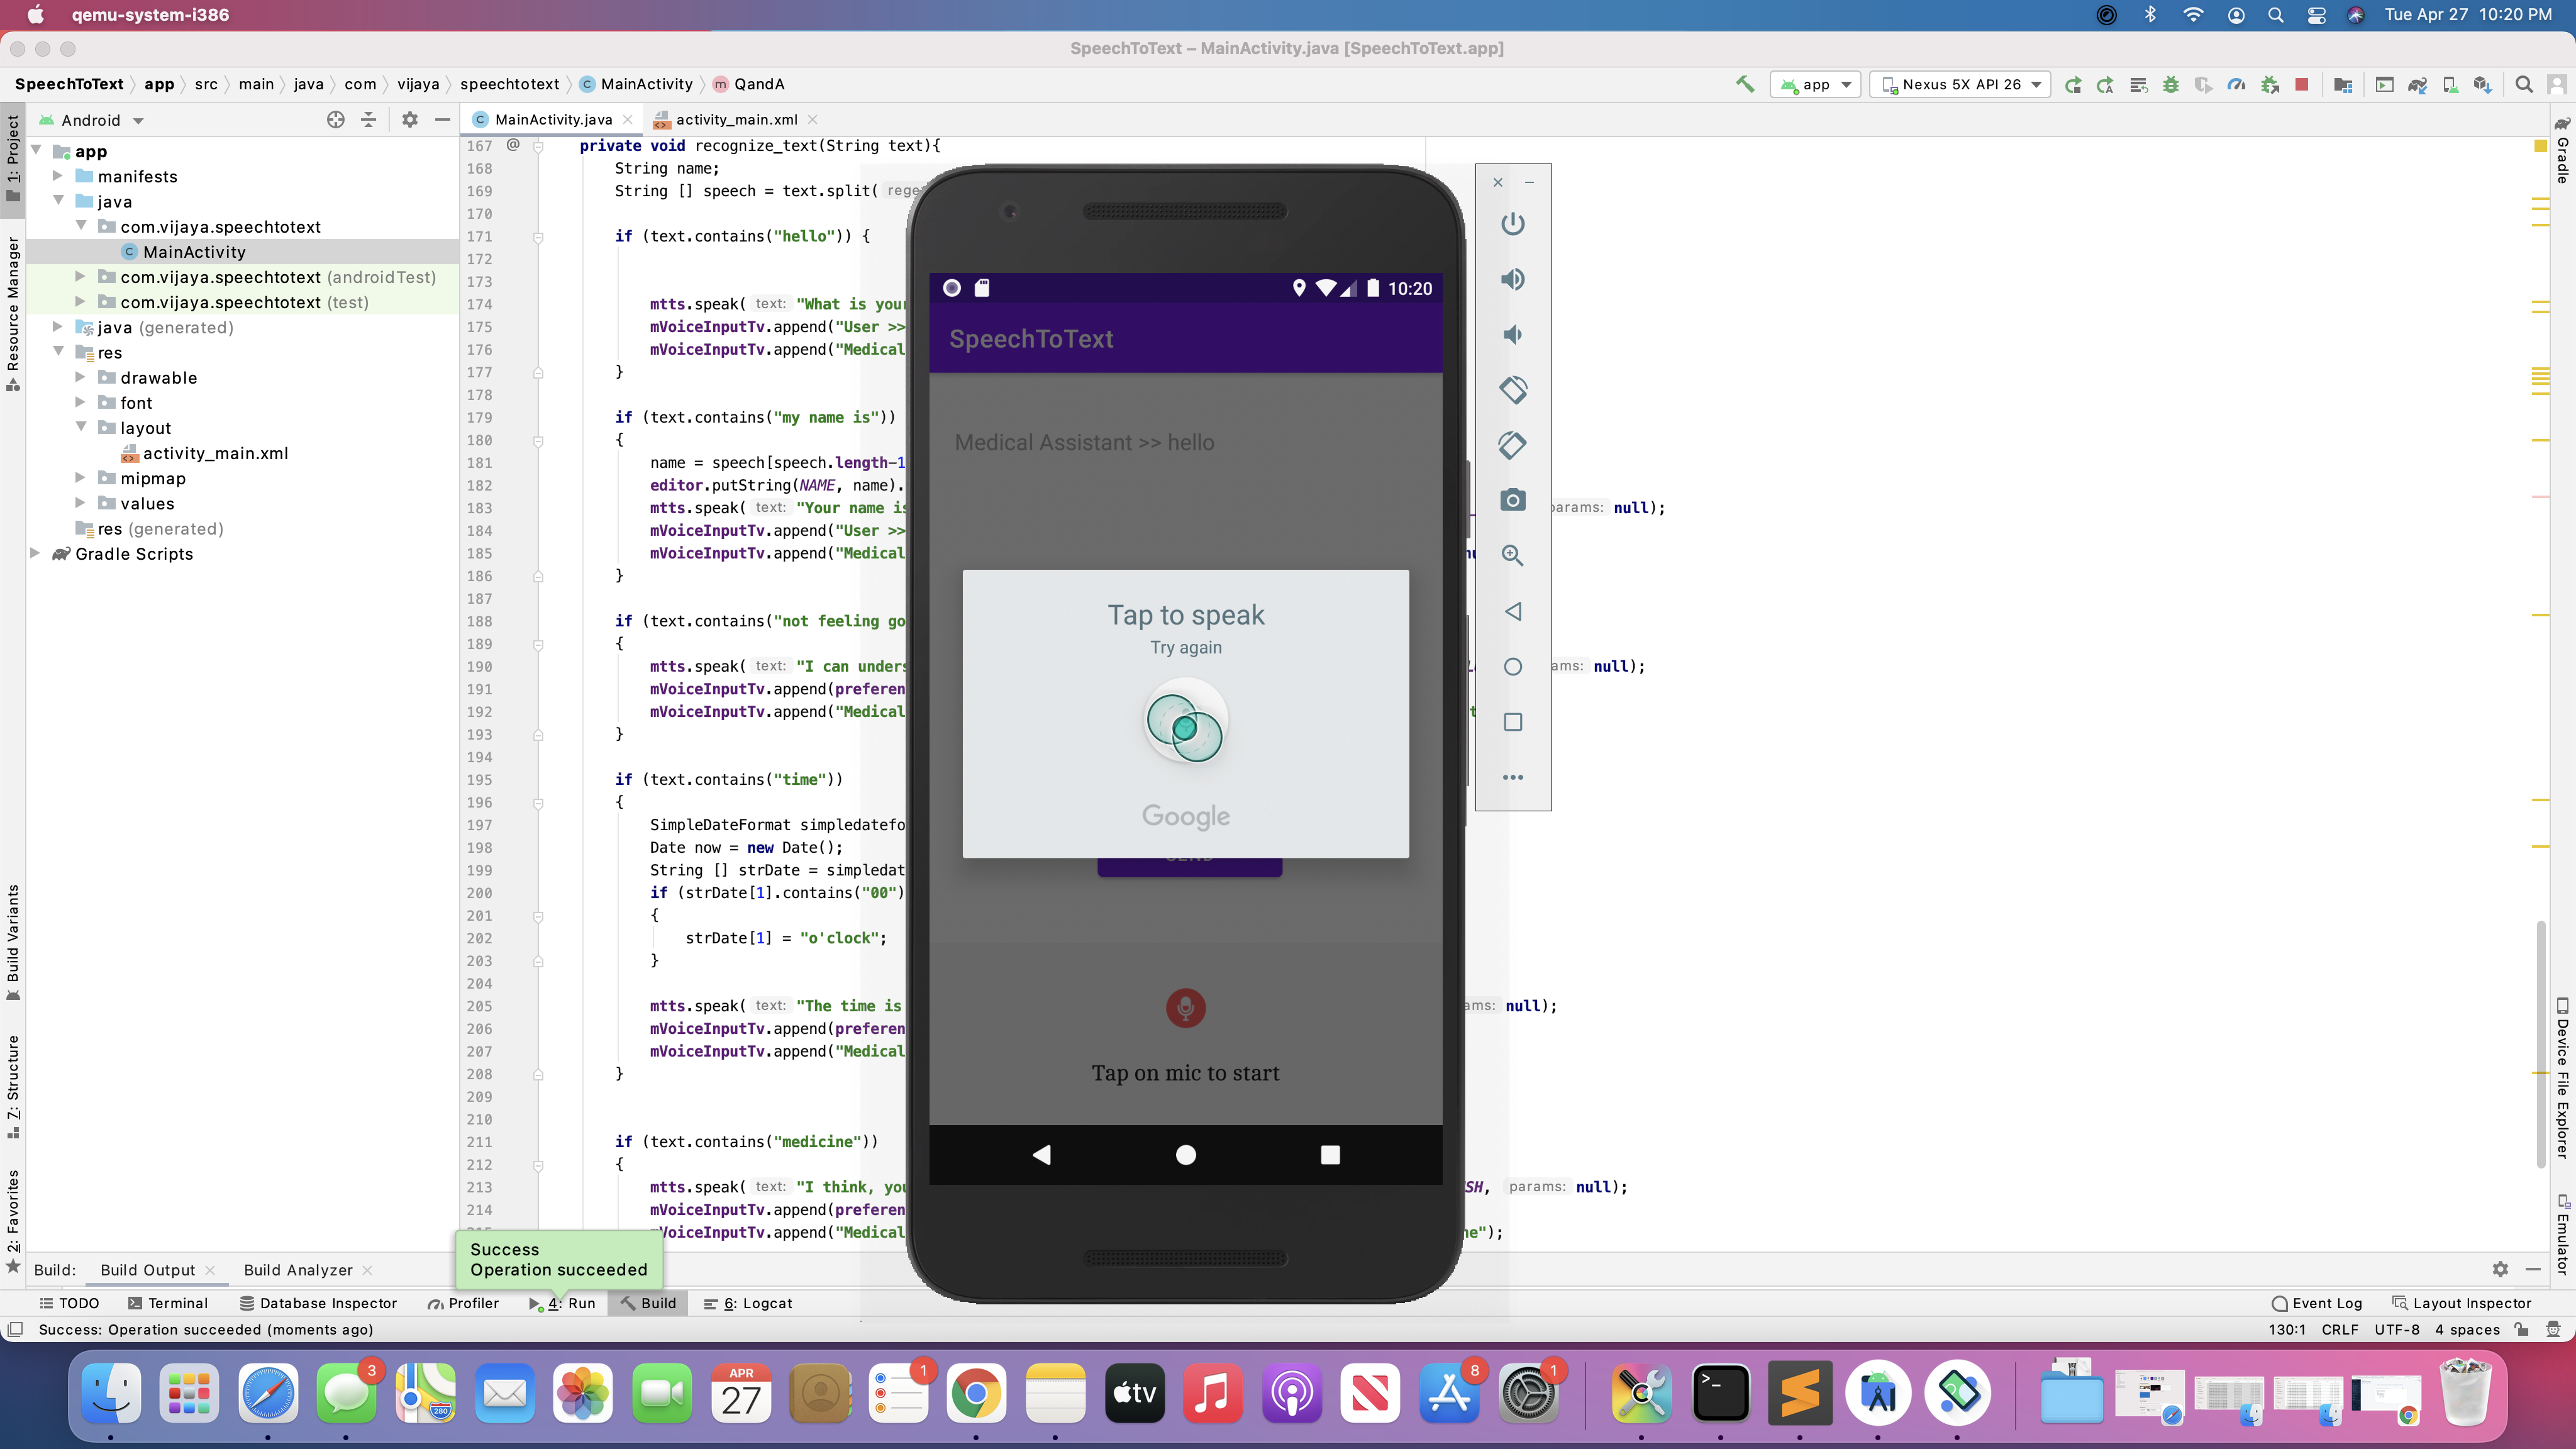 qemu-system-i386
Tue Apr 27 10:20 PM
SpeechToText – MainActivity.java [SpeechToText.app]
SpeechToText app src main java com vijaya speechtotext MainActivity QandA
app
Nexus 5X API 26
Android
MainActivity.java
activity_main.xml
app
manifests
java
com.vijaya.speechtotext
MainActivity
com.vijaya.speechtotext (androidTest)
com.vijaya.speechtotext (test)
java (generated)
res
drawable
font
layout
activity_main.xml
mipmap
values
res (generated)
Gradle Scripts
1: Project
Resource Manager
Build Variants
7: Structure
2: Favorites
167 @ private void recognize_text(String text){
168 String name;
169 String [] speech = text.split(
170
171 if (text.contains("hello")) {
172
173
174 mtts.speak( text: "What is your
175 mVoiceInputTv.append("User >>
176 mVoiceInputTv.append("Medical
177 }
178
179 if (text.contains("my name is"))
180 {
181 name = speech[speech.length-1
182 editor.putString(NAME, name).
183 mtts.speak( text: "Your name is params: null);
184 mVoiceInputTv.append("User >>
185 mVoiceInputTv.append("Medical
186 }
187
188 if (text.contains("not feeling go
189 {
190 mtts.speak( text: "I can unders ams: null);
191 mVoiceInputTv.append(preferen
192 mVoiceInputTv.append("Medical
193 }
194
195 if (text.contains("time"))
196 {
197 SimpleDateFormat simpledatefo
198 Date now = new Date();
199 String [] strDate = simpledat
200 if (strDate[1].contains("00")
201 {
202 strDate[1] = "o'clock";
203 }
204
205 mtts.speak( text: "The time is ams: null);
206 mVoiceInputTv.append(preferen
207 mVoiceInputTv.append("Medical
208 }
209
210
211 if (text.contains("medicine"))
212 {
213 mtts.speak( text: "I think, you SH, params: null);
214 mVoiceInputTv.append(preferen
mVoiceInputTv.append("Medical ne");
10:20
SpeechToText
Medical Assistant >> hello
Tap to speak
Try again
Google
Tap on mic to start
Gradle
Device File Explorer
Emulator
Success
Operation succeeded
Build: Build Output Build Analyzer
TODO Terminal Database Inspector Profiler 4: Run Build 6: Logcat
Event Log Layout Inspector
Success: Operation succeeded (moments ago)
130:1 CRLF UTF-8 4 spaces
3
280
APR
27
1
tv
8
1